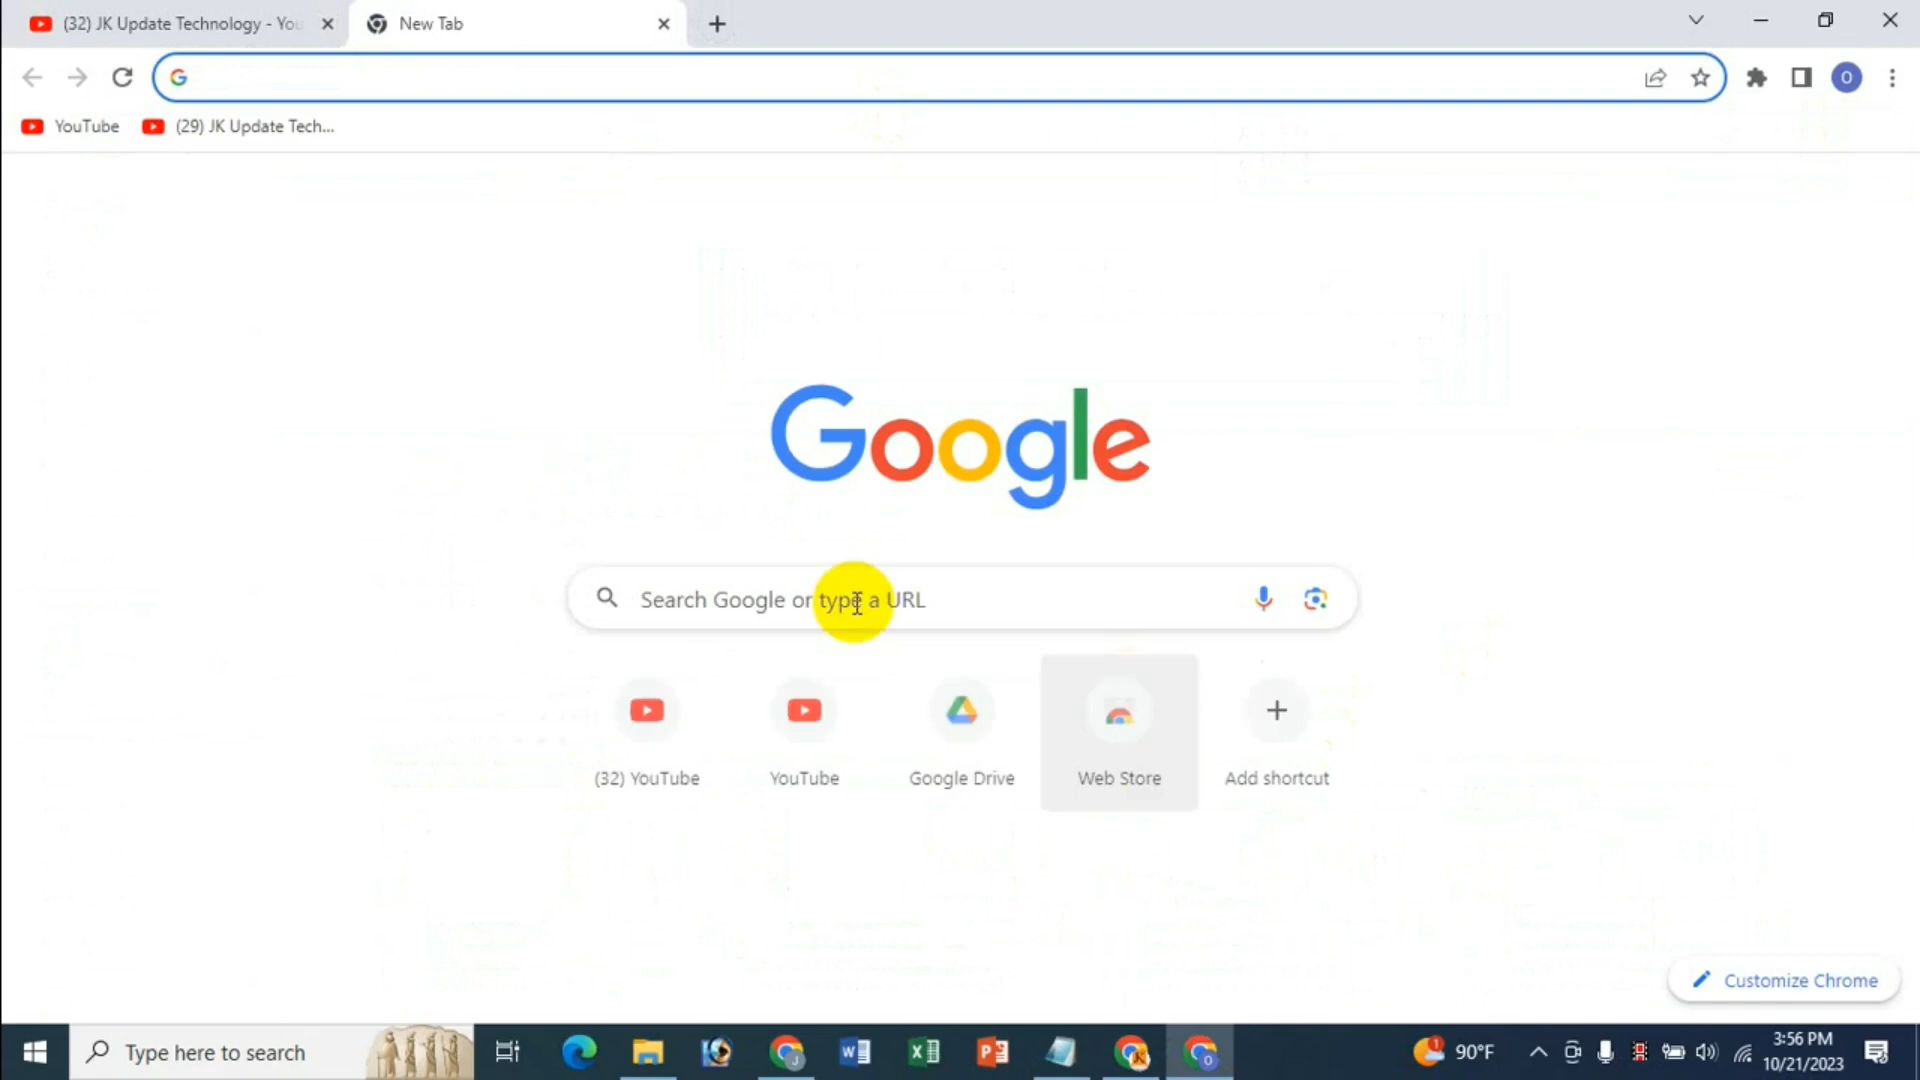 (32) JK Update Technology - You
New Tab
YouTube
(29) JK Update Tech...
O
Google
Search Google or type a URL
(32) YouTube
YouTube
Google Drive
Web Store
Add shortcut
Customize Chrome
Type here to search
1
90°F
3:56 PM
10/21/2023